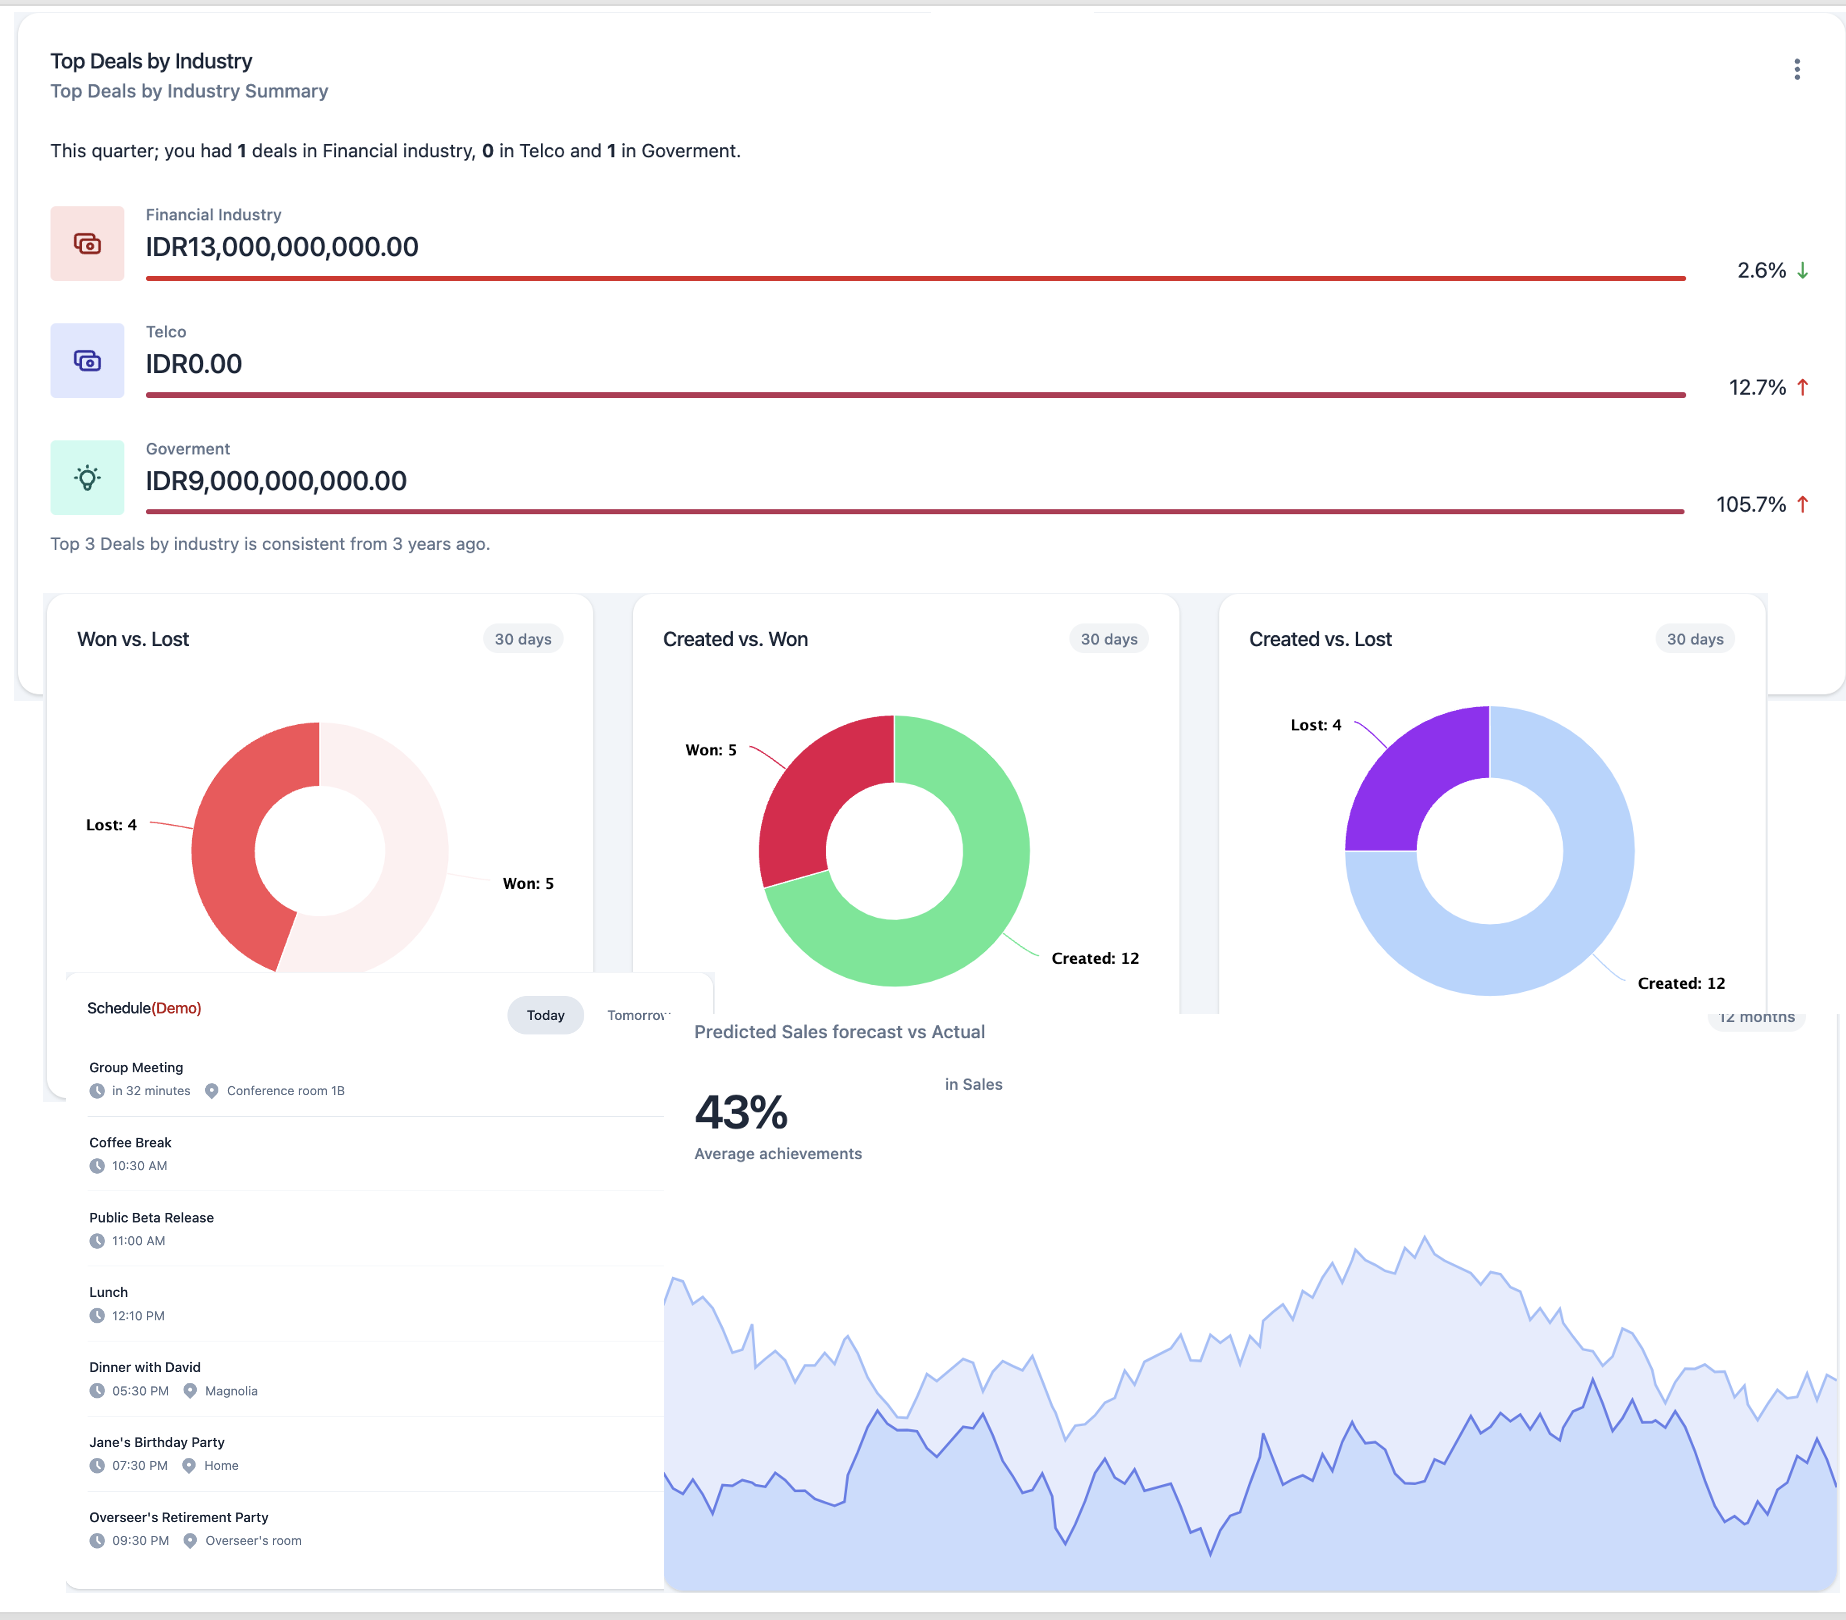 Top Deals by Industry
Top Deals by Industry Summary
This quarter; you had 1 deals in Financial industry, 0 in Telco and 1 in Goverment.
Financial Industry
IDR13,000,000,000.00
2.6%
Telco
IDR0.00
12.7%
Goverment
IDR9,000,000,000.00
105.7%
Top 3 Deals by industry is consistent from 3 years ago.
Won vs. Lost
30 days
Lost: 4
Won: 5
Created vs. Won
30 days
Won: 5
Created: 12
Created vs. Lost
30 days
Lost: 4
Created: 12
Schedule(Demo)
Today
Tomorrow
Group Meeting
in 32 minutes
Conference room 1B
Coffee Break
10:30 AM
Public Beta Release
11:00 AM
Lunch
12:10 PM
Dinner with David
05:30 PM
Magnolia
Jane's Birthday Party
07:30 PM
Home
Overseer's Retirement Party
09:30 PM
Overseer's room
Predicted Sales forecast vs Actual
12 months
in Sales
43%
Average achievements